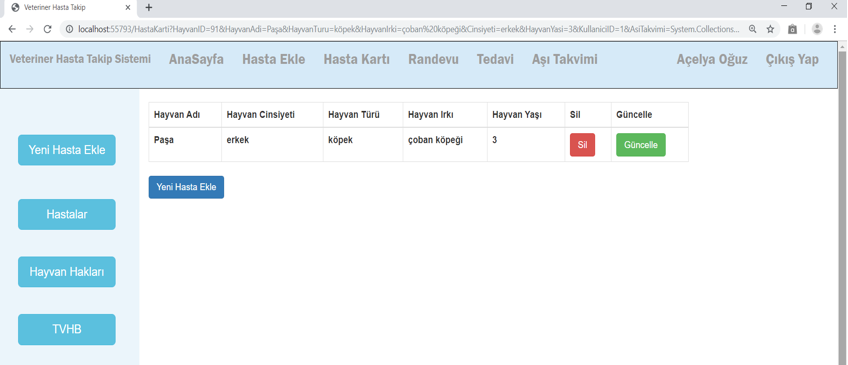 Veteriner Hasta Takip
localhost:55793/HastaKarti?HayvanID=91&HayvanAdi=Paşa&HayvanTuru=köpek&HayvanIrki=çoban%20köpeği&Cinsiyeti=erkek&HayvanYasi=3&KullaniciID=1&AsiTakvimi=System.Collections...
Veteriner Hasta Takip Sistemi AnaSayfa Hasta Ekle Hasta Kartı Randevu Tedavi Aşı Takvimi Açelya Oğuz Çıkış Yap
Hayvan Adı Hayvan Cinsiyeti Hayvan Türü Hayvan Irkı Hayvan Yaşı Sil Güncelle
Paşa erkek köpek çoban köpeği 3 Sil Güncelle
Yeni Hasta Ekle
Yeni Hasta Ekle
Hastalar
Hayvan Hakları
TVHB